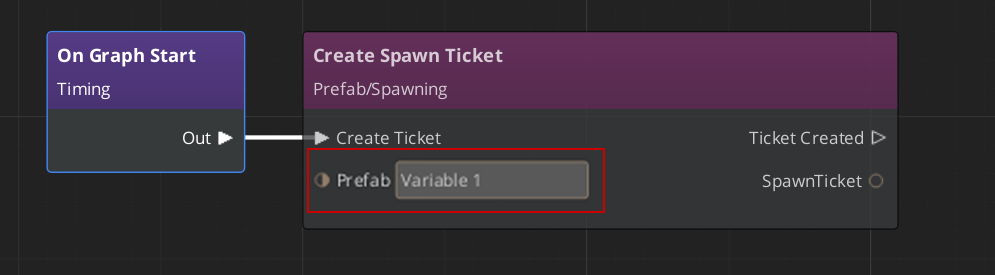 On Graph Start
Timing
Out
Create Spawn Ticket
Prefab/Spawning
Create Ticket
Ticket Created
Prefab
Variable 1
SpawnTicket